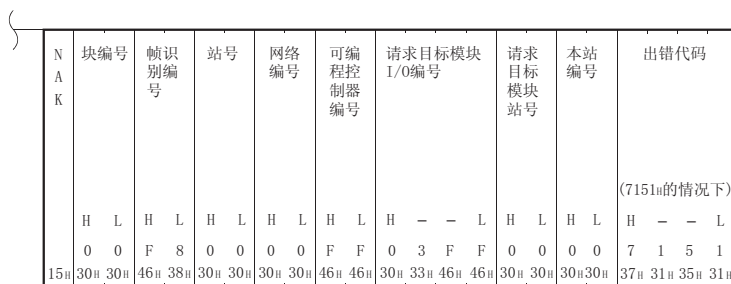 N A K 块编号 帧识别编号 站号 网络编号 可编程控制器编号 请求目标模块I/O编号 请求目标模块站号 本站编号 出错代码
(7151H的情况下)
H L H L H L H L H L H — — L H L H L H — — L
0 0 F 8 0 0 0 0 F F 0 3 F F 0 0 0 0 7 1 5 1
15H 30H 30H 46H 38H 30H 30H 30H 30H 46H 46H 30H 33H 46H 46H 30H 30H 30H 30H 37H 31H 35H 31H